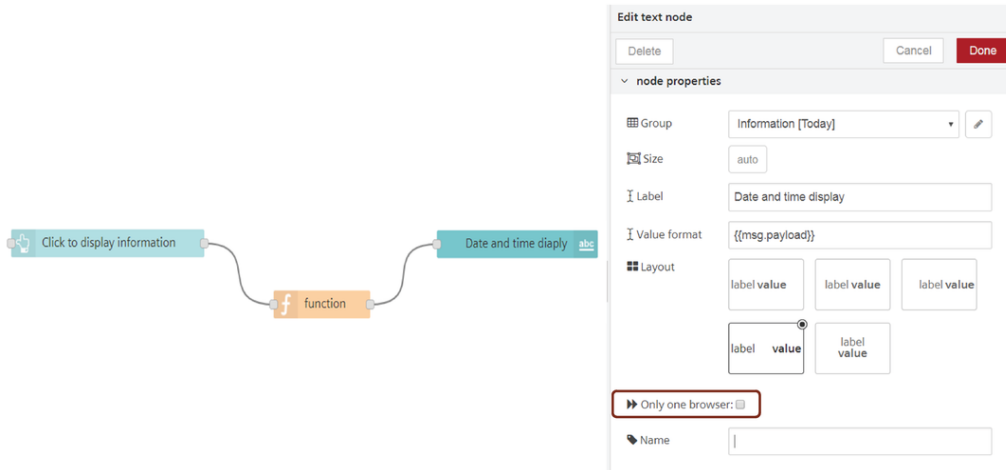 Click to display information
function
Date and time diaply
abc
Edit text node
Delete
Cancel
Done
node properties
Group
Information [Today]
Size
auto
Label
Date and time display
Value format
{{msg.payload}}
Layout
label value
label value
label value
label value
label
value
Only one browser:
Name